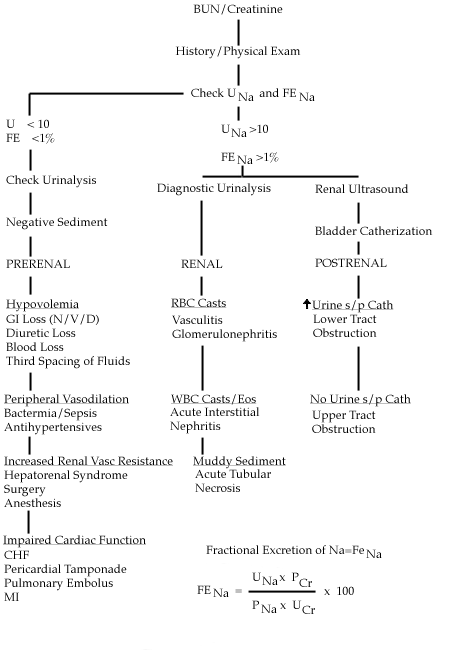 BUN/Creatinine
History/Physical Exam
Check U Na and FE Na
U < 10
FE <1%
U Na >10
FE Na >1%
Check Urinalysis
Diagnostic Urinalysis
Renal Ultrasound
Negative Sediment
Bladder Catherization
PRERENAL
RENAL
POSTRENAL
Hypovolemia
GI Loss (N/V/D)
Diuretic Loss
Blood Loss
Third Spacing of Fluids
RBC Casts
Vasculitis
Glomerulonephritis
↑Urine s/p Cath
Lower Tract
Obstruction
Peripheral Vasodilation
Bactermia/Sepsis
Antihypertensives
WBC Casts/Eos
Acute Interstitial
Nephritis
No Urine s/p Cath
Upper Tract
Obstruction
Increased Renal Vasc Resistance
Hepatorenal Syndrome
Surgery
Anesthesis
Muddy Sediment
Acute Tubular
Necrosis
Impaired Cardiac Function
CHF
Pericardial Tamponade
Pulmonary Embolus
MI
Fractional Excretion of Na=Fe Na
FE Na = U Na x P Cr x 100
P Na x U Cr